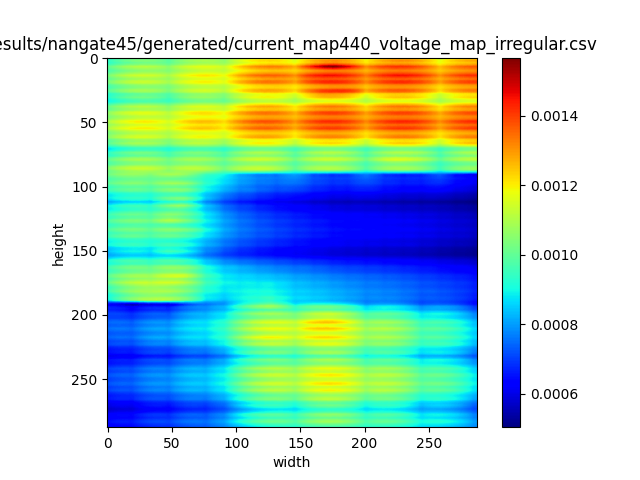 esults/nangate45/generated/current_map440_voltage_map_irregular.csv
0
50
100
150
200
250
height
0 50 100 150 200 250
width
0.0014
0.0012
0.0010
0.0008
0.0006